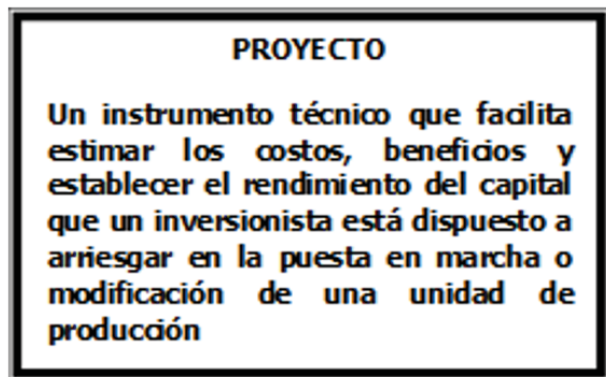 PROYECTO
Un instrumento técnico que facilita
estimar los costos, beneficios y
establecer el rendimiento del capital
que un inversionista está dispuesto a
arriesgar en la puesta en marcha o
modificación de una unidad de
producción